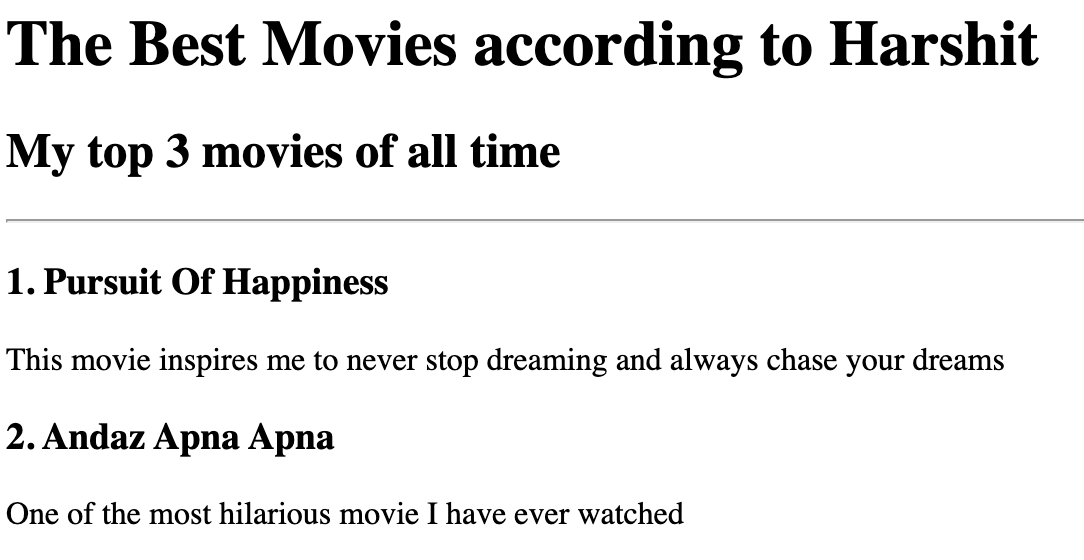 The Best Movies according to Harshit
My top 3 movies of all time
1. Pursuit Of Happiness
This movie inspires me to never stop dreaming and always chase your dreams
2. Andaz Apna Apna
One of the most hilarious movie I have ever watched